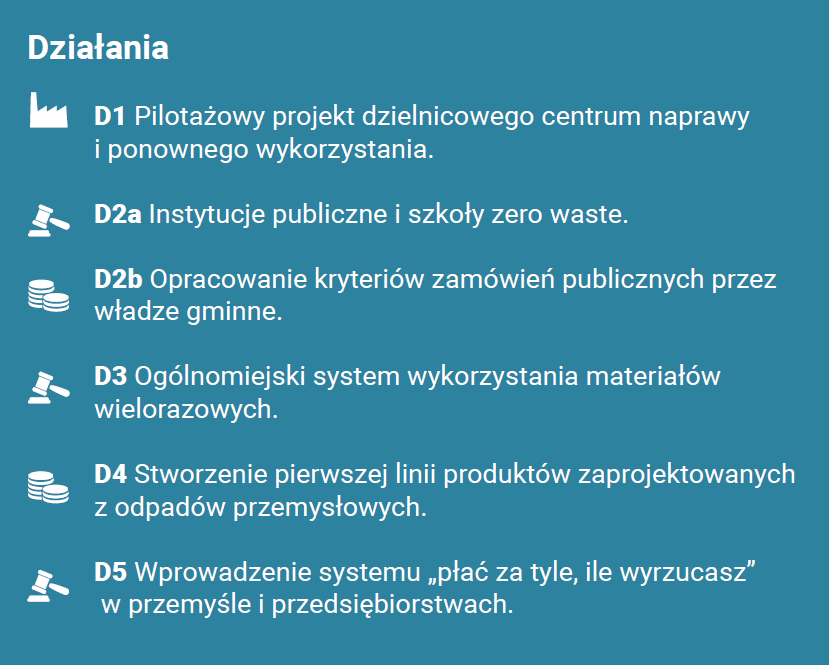 Działania
D1 Pilotażowy projekt dzielnicowego centrum naprawy
i ponownego wykorzystania.
D2a Instytucje publiczne i szkoły zero waste.
D2b Opracowanie kryteriów zamówień publicznych przez
władze gminne.
D3 Ogólnomiejski system wykorzystania materiałów
wielorazowych.
D4 Stworzenie pierwszej linii produktów zaprojektowanych
z odpadów przemysłowych.
D5 Wprowadzenie systemu „płać za tyle, ile wyrzucasz”
w przemyśle i przedsiębiorstwach.